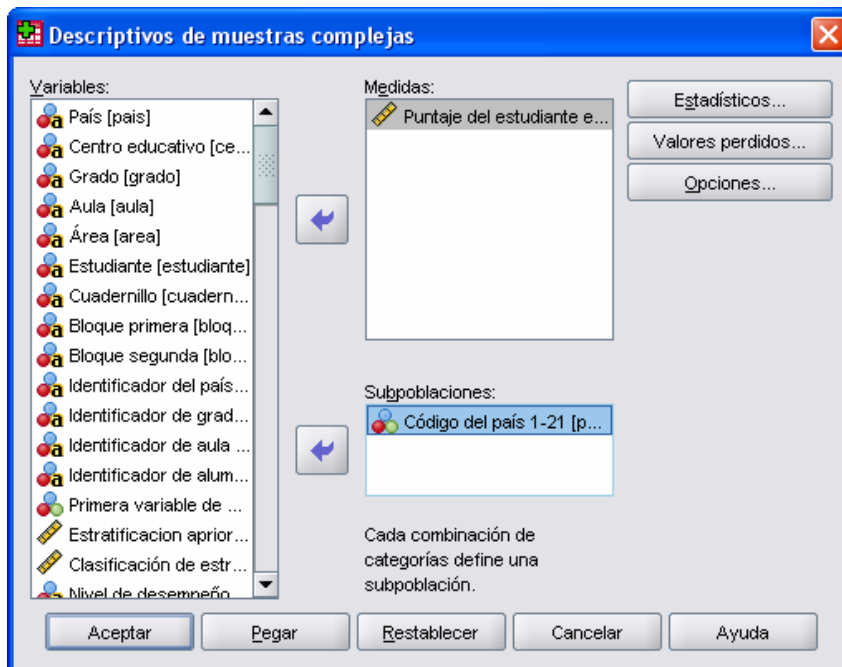 Descriptivos de muestras complejas
Variables:
País [pais]
Centro educativo [ce...
Grado [grado]
Aula [aula]
Área [area]
Estudiante [estudiante]
Cuadernillo [cuadern...
Bloque primera [bloq...
Bloque segunda [blo...
Identificador del país...
Identificador de grad...
Identificador de aula ...
Identificador de alum...
Primera variable de ...
Estratificacion aprior...
Clasificación de estr...
Nivel de desempeño
Medidas:
Puntaje del estudiante e...
Subpoblaciones:
Código del país 1-21 [p...
Cada combinación de
categorías define una
subpoblación.
Estadísticos...
Valores perdidos...
Opciones...
Aceptar
Pegar
Restablecer
Cancelar
Ayuda